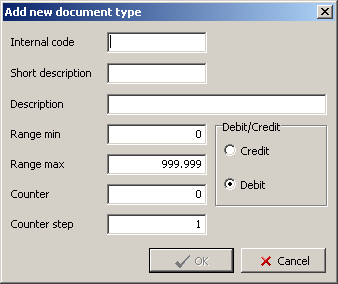 Add new document type
Internal code
Short description
Description
Range min 0
Debit/Credit
Range max 999.999
Credit
Counter 0
Debit
Counter step 1
OK Cancel